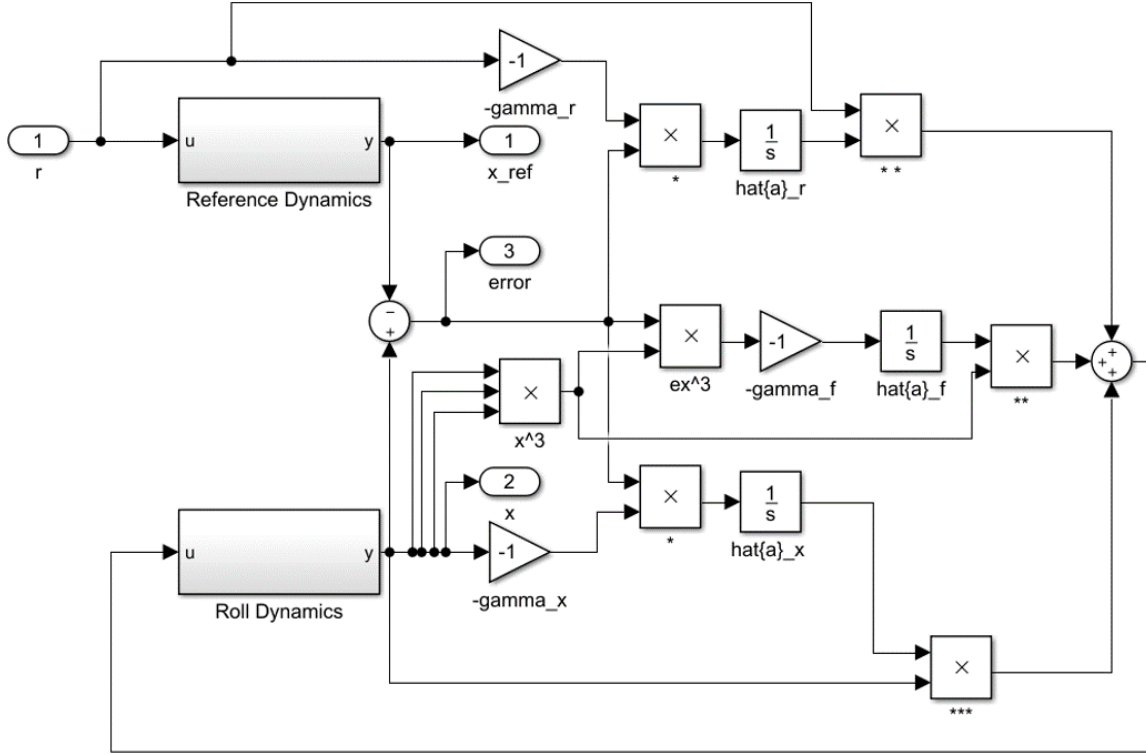 -1
-gamma_r
1
r
u
y
Reference Dynamics
1
x_ref
×
*
1
s
hat{a}_r
×
* *
3
error
−
+
×
ex^3
-1
-gamma_f
1
s
hat{a}_f
×
**
+
+
+
×
x^3
2
x
u
y
Roll Dynamics
-1
-gamma_x
×
*
1
s
hat{a}_x
×
***